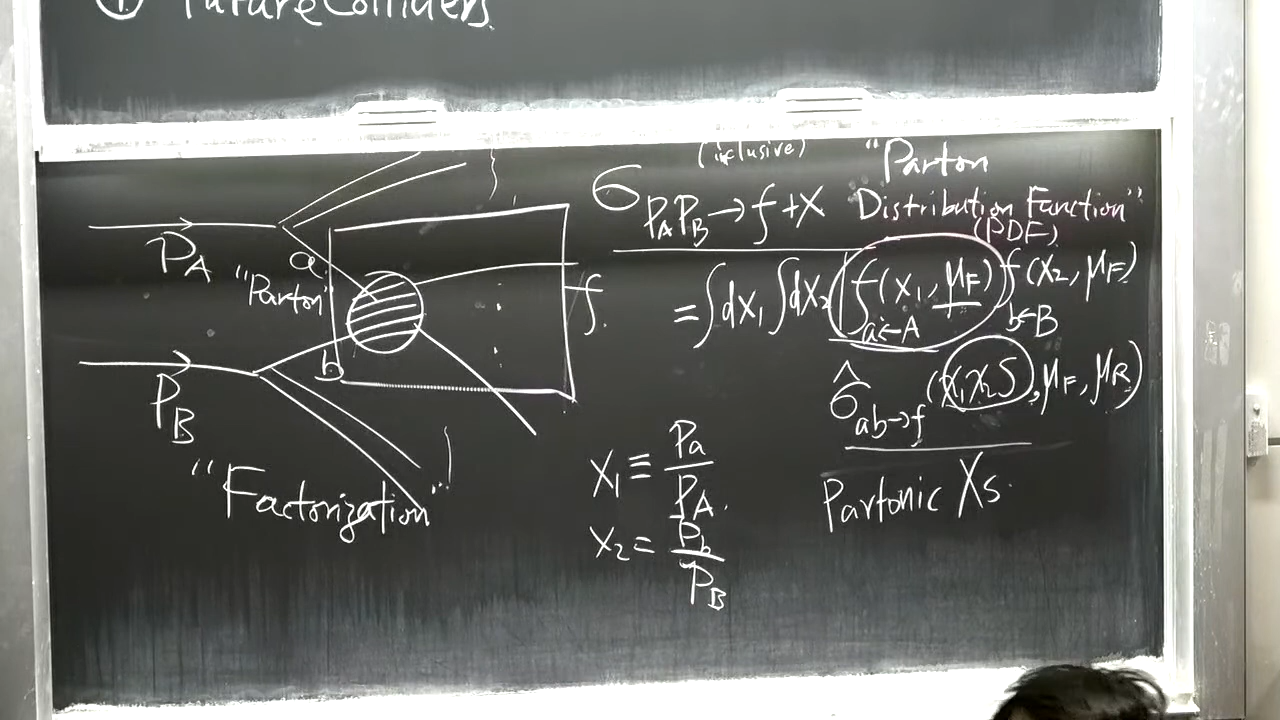 ① Future Colliders
P_A
a
"Parton"
b
P_B
f
"Factorization"
(inclusive)
σ_{P_A P_B → f + X}
"Parton
Distribution Function"
(PDF)
= ∫dx₁ ∫dx₂ f_{a←A}(x₁, μ_F) f_{b←B}(x₂, μ_F)
σ̂_{ab→f}(x₁x₂S, μ_F, μ_R)
Partonic Xs.
x₁ ≡ P_a / P_A.
x₂ = P_b / P_B